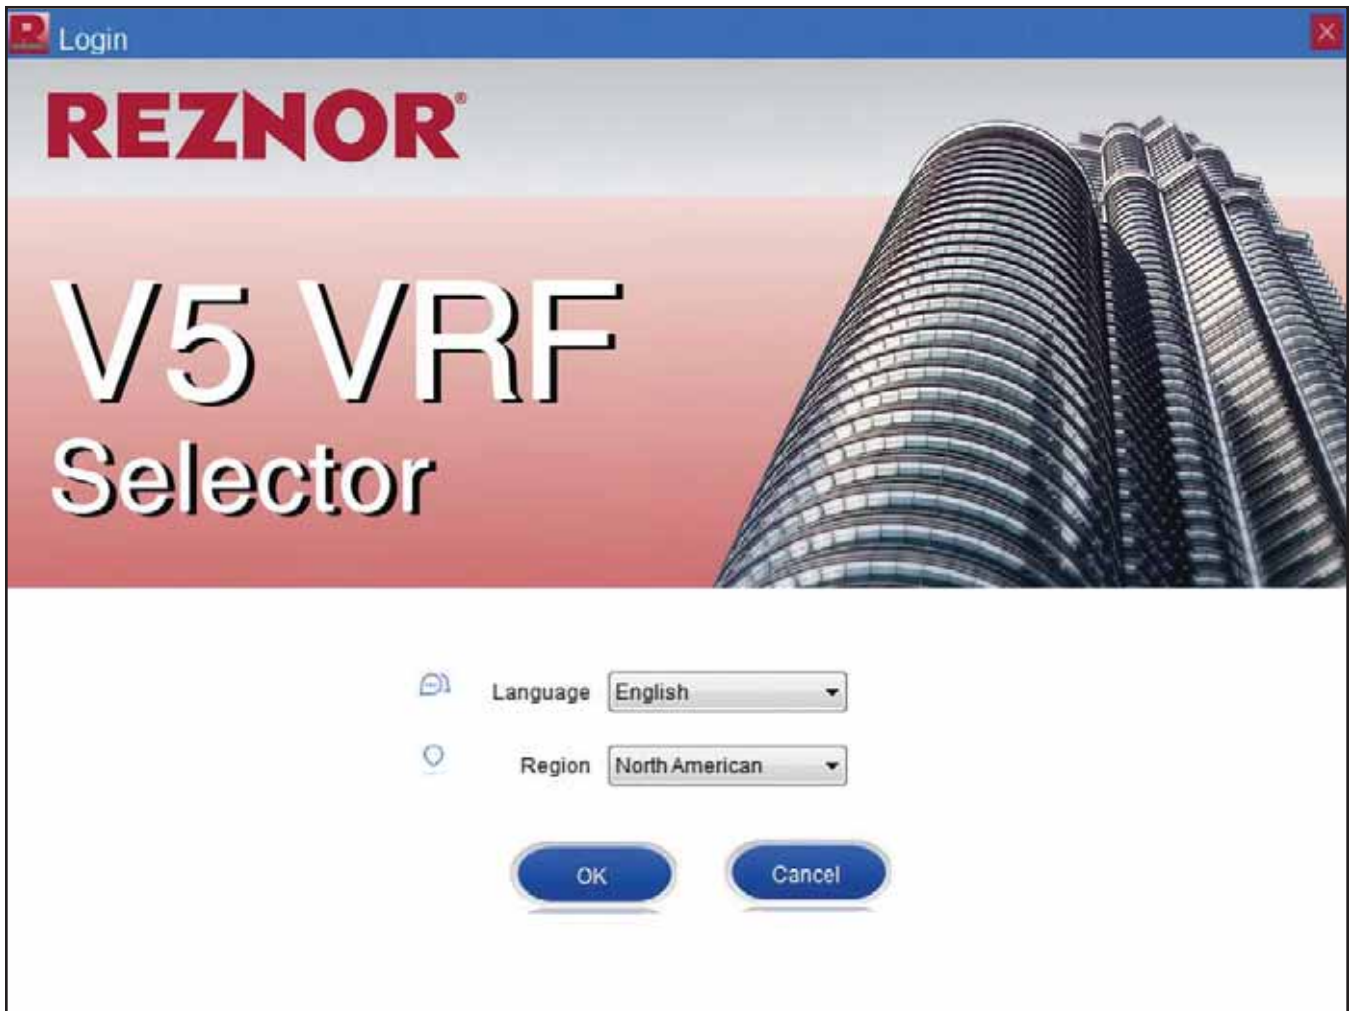 Login
REZNOR®
V5 VRF
Selector
Language English
Region North American
OK Cancel